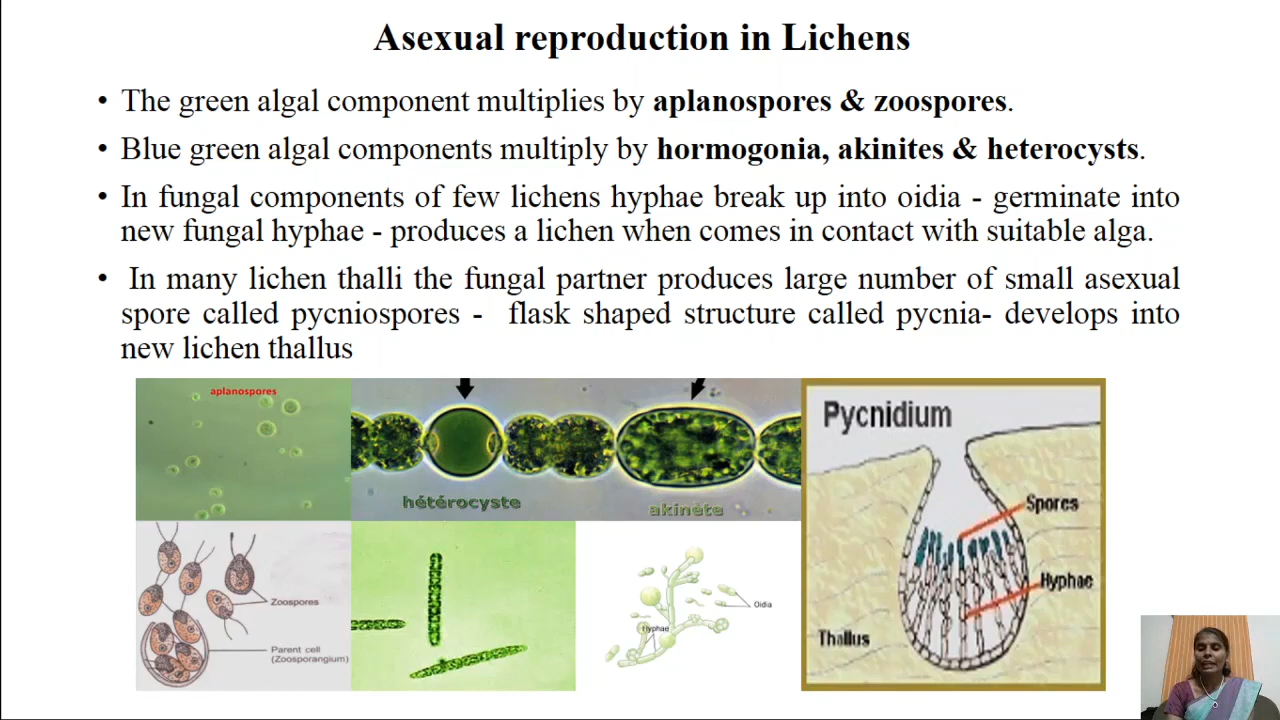 Asexual reproduction in Lichens
• The green algal component multiplies by aplanospores & zoospores.
• Blue green algal components multiply by hormogonia, akinites & heterocysts.
• In fungal components of few lichens hyphae break up into oidia - germinate into
new fungal hyphae - produces a lichen when comes in contact with suitable alga.
• In many lichen thalli the fungal partner produces large number of small asexual
spore called pycniospores - flask shaped structure called pycnia- develops into
new lichen thallus
aplanospores
hétérocyste
akinète
Zoospores
Parent cell
(Zoosporangium)
Oidia
Hyphae
Pycnidium
Spores
Hyphae
Thallus